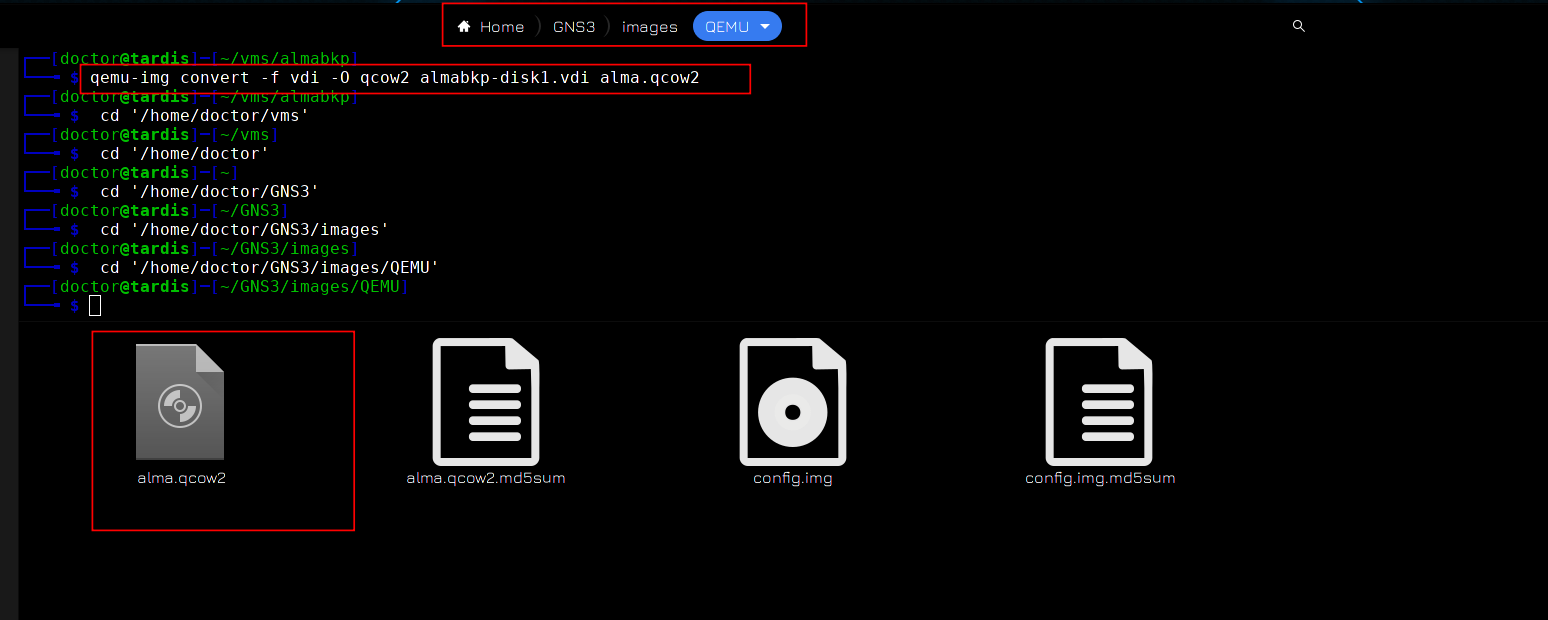 Home GNS3 images QEMU
[doctor@tardis]─[~/vms/almabkp]
$ qemu-img convert -f vdi -O qcow2 almabkp-disk1.vdi alma.qcow2
[doctor@tardis]─[~/vms/almabkp]
$ cd '/home/doctor/vms'
[doctor@tardis]─[~/vms]
$ cd '/home/doctor'
[doctor@tardis]─[~]
$ cd '/home/doctor/GNS3'
[doctor@tardis]─[~/GNS3]
$ cd '/home/doctor/GNS3/images'
[doctor@tardis]─[~/GNS3/images]
$ cd '/home/doctor/GNS3/images/QEMU'
[doctor@tardis]─[~/GNS3/images/QEMU]
$
alma.qcow2 alma.qcow2.md5sum config.img config.img.md5sum